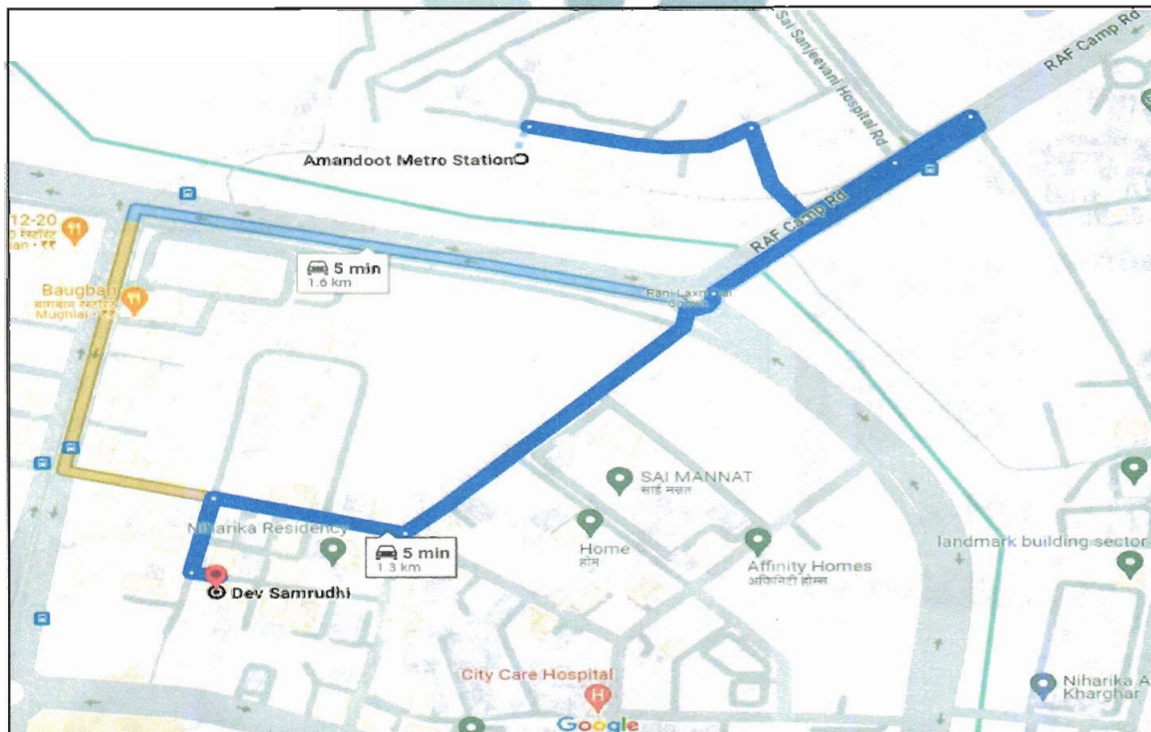 RAF Camp Rd
Sai Sanjeevani Hospital Rd
Amandoot Metro Station
RAF Camp Rd
12-20
5 min
1.6 km
Baugban
Mughlai
SAI MANNAT
साई मन्नत
Niharika Residency
5 min
1.3 km
Home
होम
Affinity Homes
अफिनिटी होम्स
landmark building sector
Dev Samrudhi
City Care Hospital
H
Niharika A
Kharghar
Google